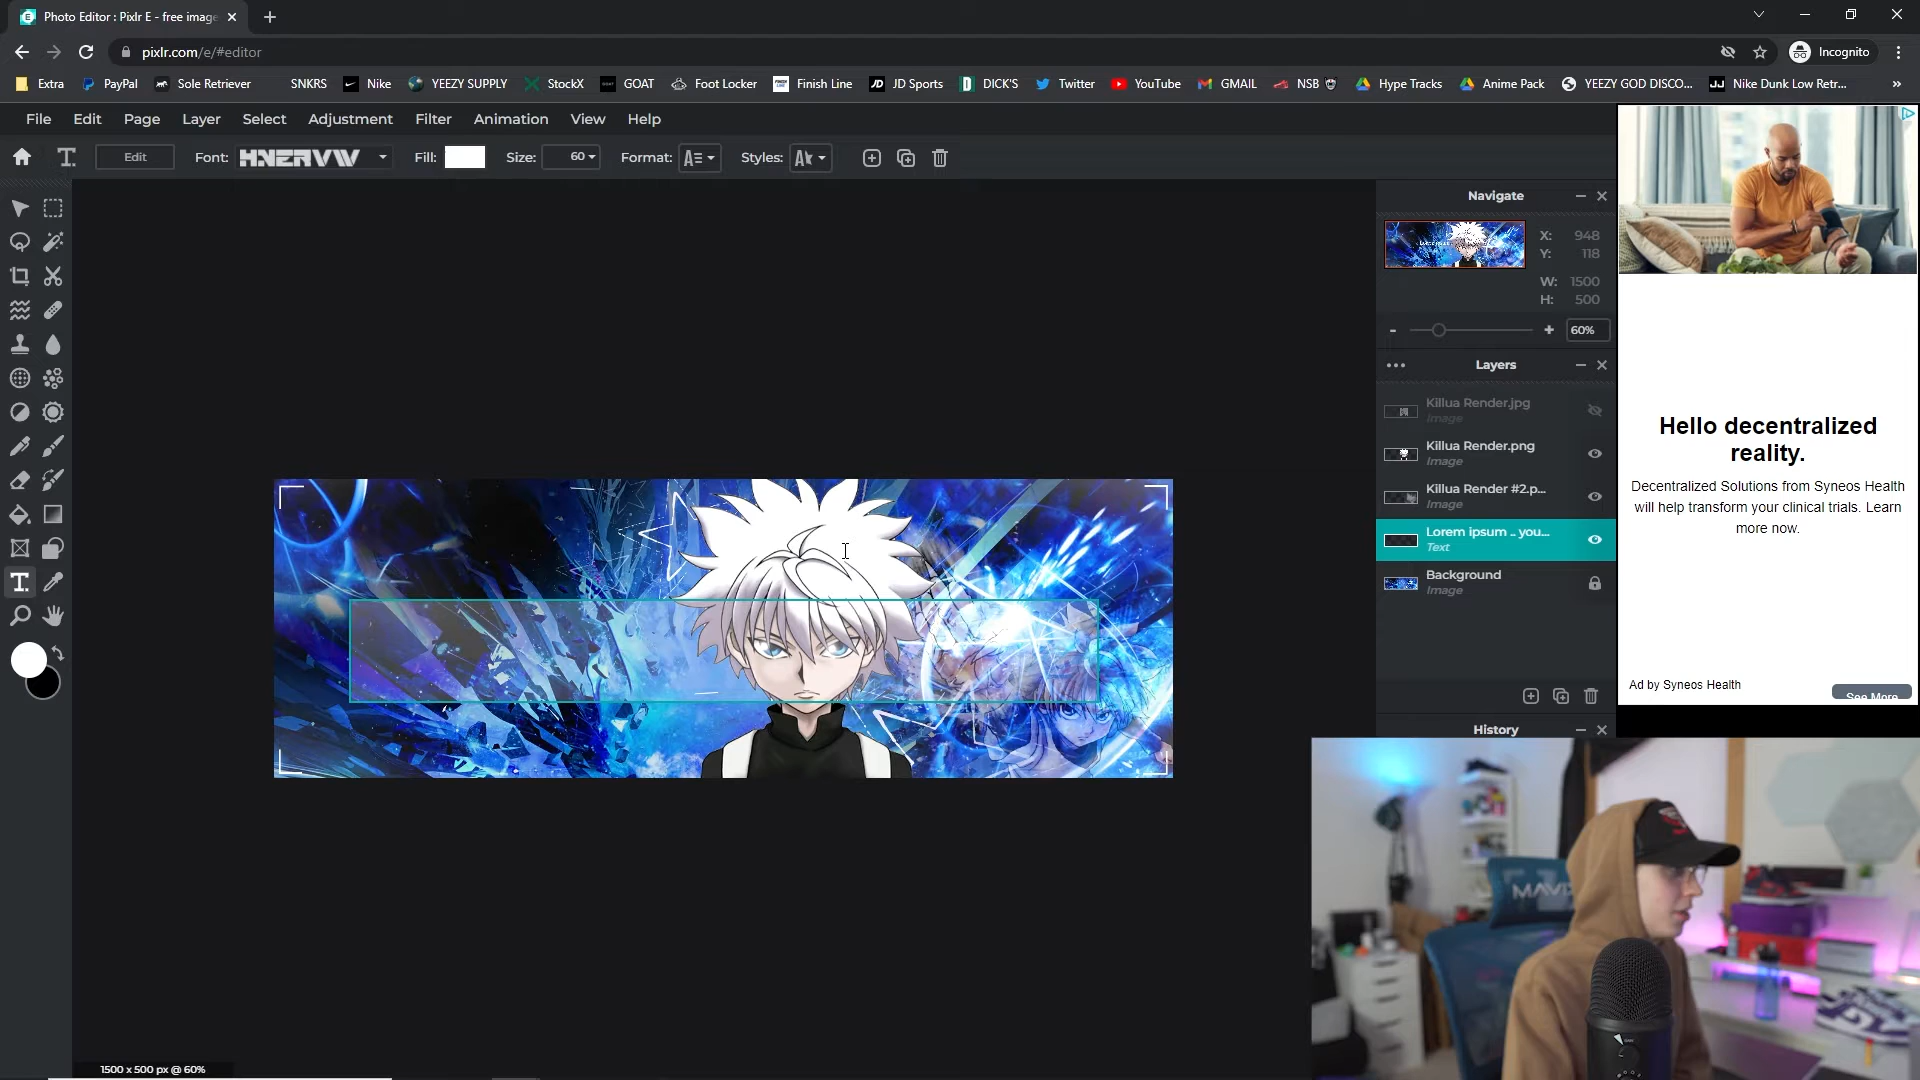 Photo Editor : Pixlr E - free image
pixlr.com/e/#editor
Incognito
Extra
PayPal
Sole Retriever
SNKRS
Nike
YEEZY SUPPLY
StockX
GOAT
Foot Locker
Finish Line
JD Sports
DICK'S
Twitter
YouTube
GMAIL
NSB
Hype Tracks
Anime Pack
YEEZY GOD DISCO...
Nike Dunk Low Retr...
File Edit Page Layer Select Adjustment Filter Animation View Help
Edit
Font:
Fill:
Size: 60
Format:
Styles:
Navigate
X: 948
Y: 118
W: 1500
H: 500
60%
Layers
Killua Render.jpg
Image
Killua Render.png
Image
Killua Render #2.p...
Image
Lorem ipsum .. you...
Text
Background
Image
History
Hello decentralized
reality.
Decentralized Solutions from Syneos Health
will help transform your clinical trials. Learn
more now.
Ad by Syneos Health
See More
1500 x 500 px @ 60%